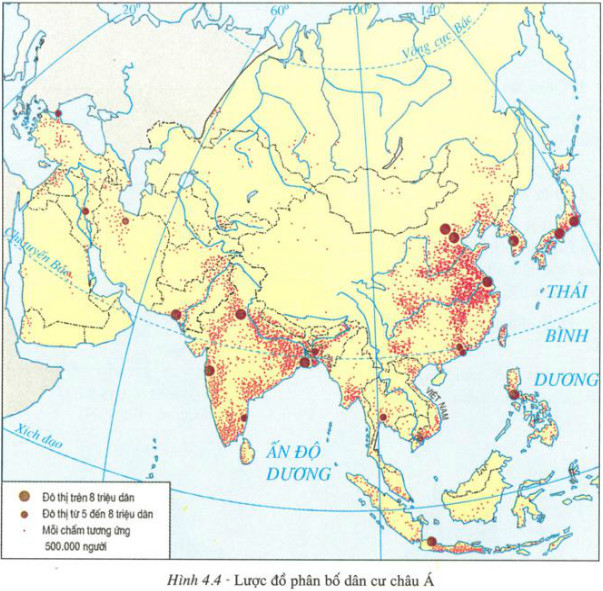 20°
60°
100°
140°
Vòng cực Bắc
Chí tuyến Bắc
THÁI
BÌNH
DƯƠNG
VIỆT NAM
Xích đạo
ẤN ĐỘ
DƯƠNG
Đô thị trên 8 triệu dân
Đô thị từ 5 đến 8 triệu dân
Mỗi chấm tương ứng
500.000 người
Hình 4.4 - Lược đồ phân bố dân cư châu Á